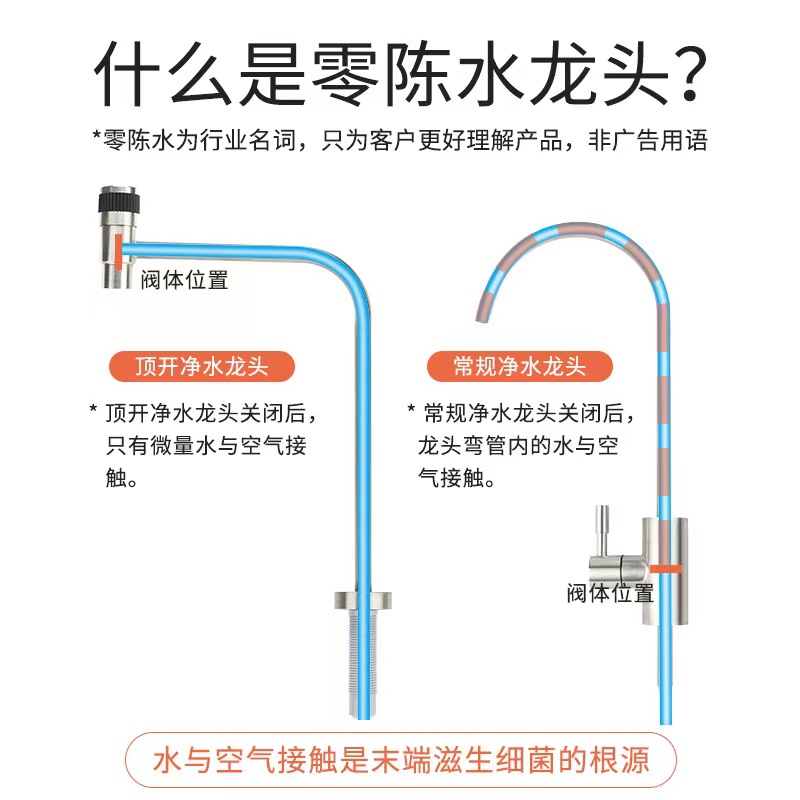 什么是零陈水龙头？
*零陈水为行业名词，只为客户更好理解产品，非广告用语
阀体位置
顶开净水龙头
* 顶开净水龙头关闭后，
只有微量水与空气接
触。
常规净水龙头
* 常规净水龙头关闭后，
龙头弯管内的水与空
气接触。
阀体位置
水与空气接触是末端滋生细菌的根源